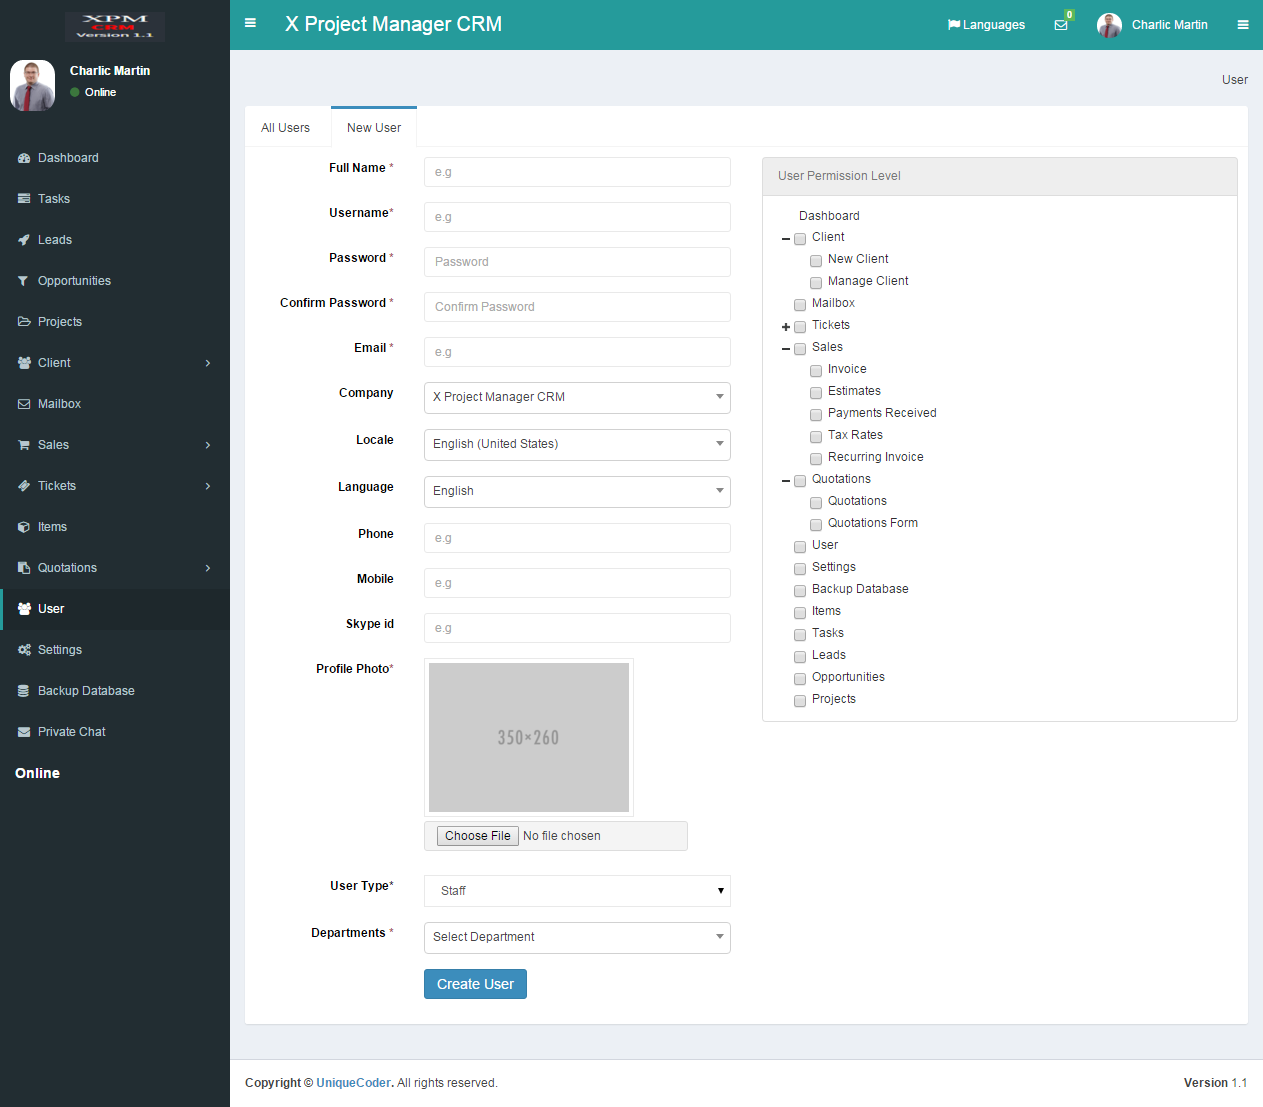 XPM
CRM
Version 1.1
X Project Manager CRM
Languages
0
Charlic Martin
Charlic Martin
Online
User
Dashboard
Tasks
Leads
Opportunities
Projects
Client
Mailbox
Sales
Tickets
Items
Quotations
User
Settings
Backup Database
Private Chat
Online
All Users
New User
Full Name *
e.g
Username*
e.g
Password *
Password
Confirm Password *
Confirm Password
Email *
e.g
Company
X Project Manager CRM
Locale
English (United States)
Language
English
Phone
e.g
Mobile
e.g
Skype id
e.g
Profile Photo*
350×260
Choose File No file chosen
User Type*
Staff
Departments *
Select Department
Create User
User Permission Level
Dashboard
Client
New Client
Manage Client
Mailbox
Tickets
Sales
Invoice
Estimates
Payments Received
Tax Rates
Recurring Invoice
Quotations
Quotations
Quotations Form
User
Settings
Backup Database
Items
Tasks
Leads
Opportunities
Projects
Copyright © UniqueCoder. All rights reserved.
Version 1.1